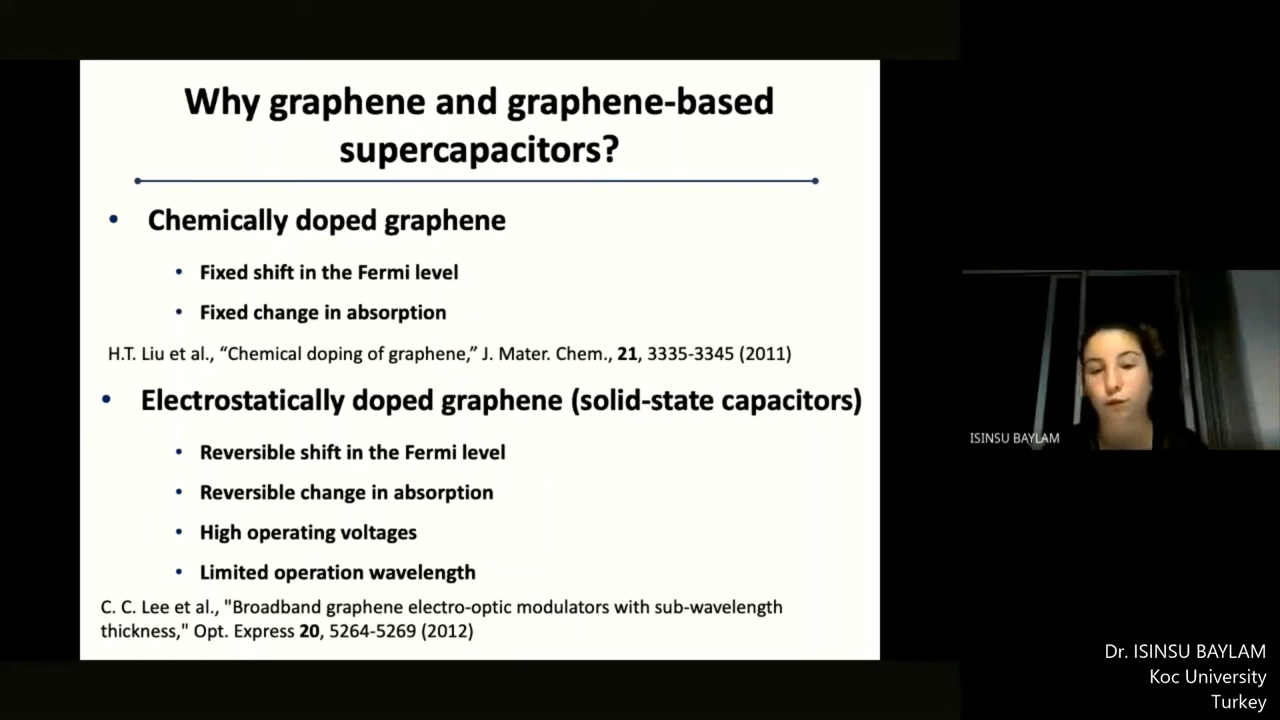 Why graphene and graphene-based
supercapacitors?
• Chemically doped graphene
• Fixed shift in the Fermi level
• Fixed change in absorption
H.T. Liu et al., “Chemical doping of graphene,” J. Mater. Chem., 21, 3335-3345 (2011)
• Electrostatically doped graphene (solid-state capacitors)
• Reversible shift in the Fermi level
• Reversible change in absorption
• High operating voltages
• Limited operation wavelength
C. C. Lee et al., "Broadband graphene electro-optic modulators with sub-wavelength
thickness," Opt. Express 20, 5264-5269 (2012)
ISINSU BAYLAM
Dr. ISINSU BAYLAM
Koc University
Turkey